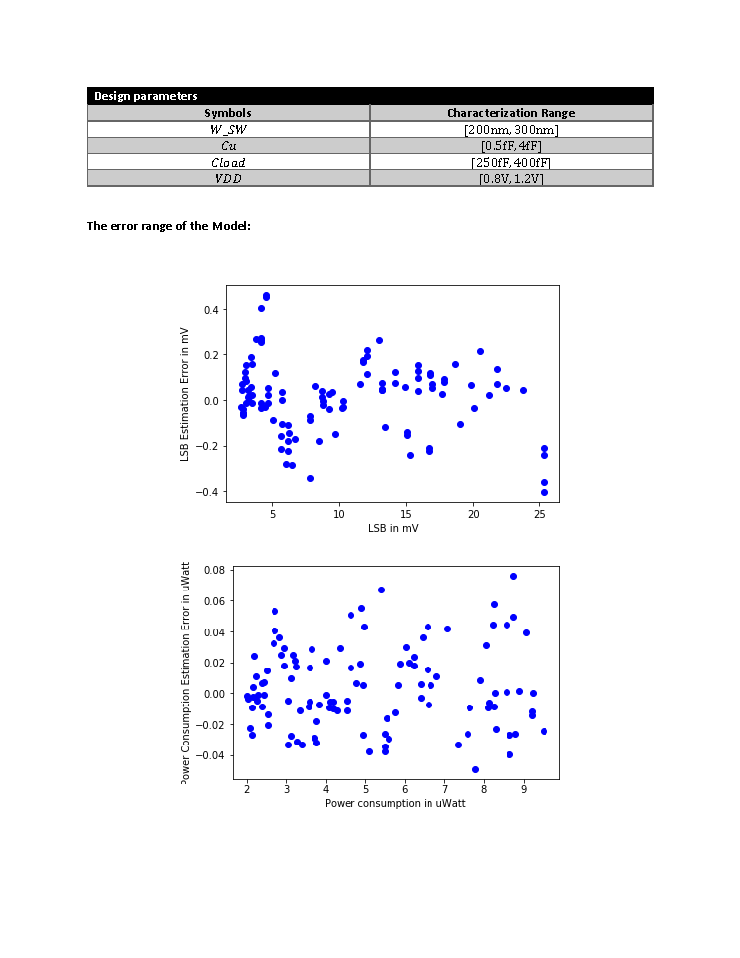 Design parameters
Symbols Characterization Range
W_SW [200nm, 300nm]
Cu [0.5fF, 4fF]
Cload [250fF, 400fF]
VDD [0.8V, 1.2V]
The error range of the Model:
LSB Estimation Error in mV
0.4
0.2
0.0
−0.2
−0.4
5 10 15 20 25
LSB in mV
Power Consumption Estimation Error in uWatt
0.08
0.06
0.04
0.02
0.00
−0.02
−0.04
2 3 4 5 6 7 8 9
Power consumption in uWatt